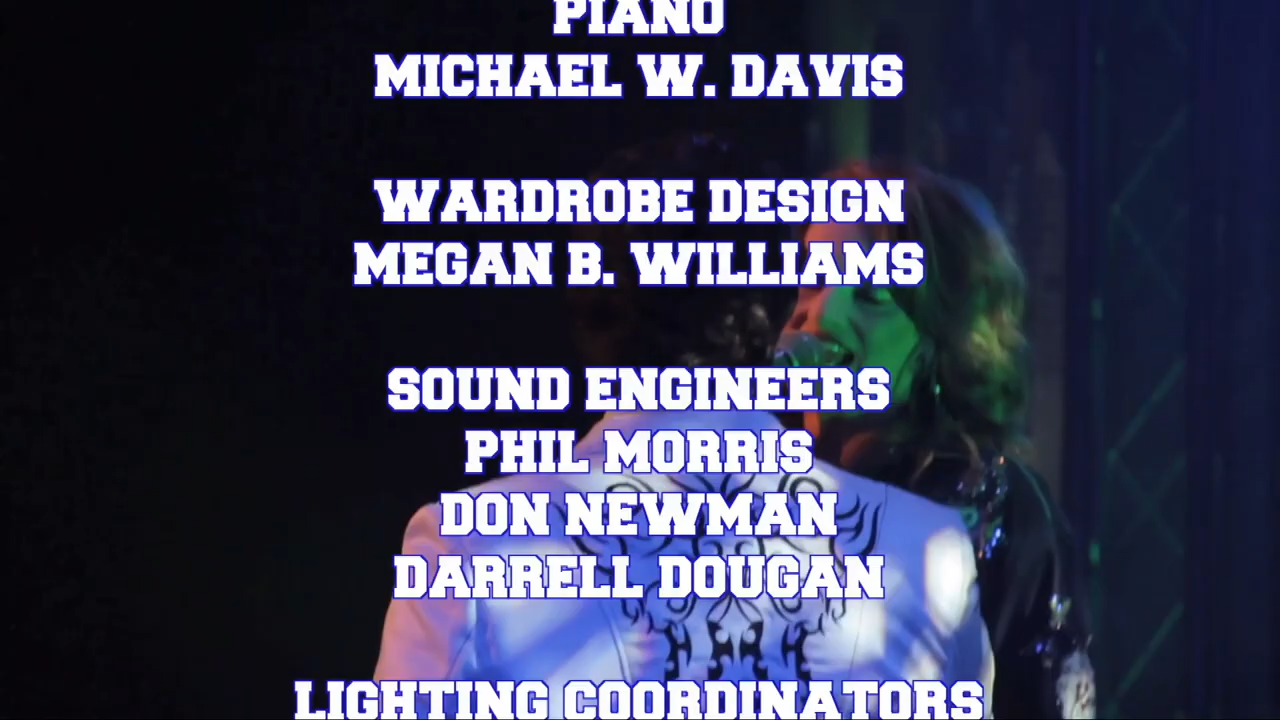 PIANO
MICHAEL W. DAVIS
WARDROBE DESIGN
MEGAN B. WILLIAMS
SOUND ENGINEERS
PHIL MORRIS
DON NEWMAN
DARRELL DOUGAN
LIGHTING COORDINATORS